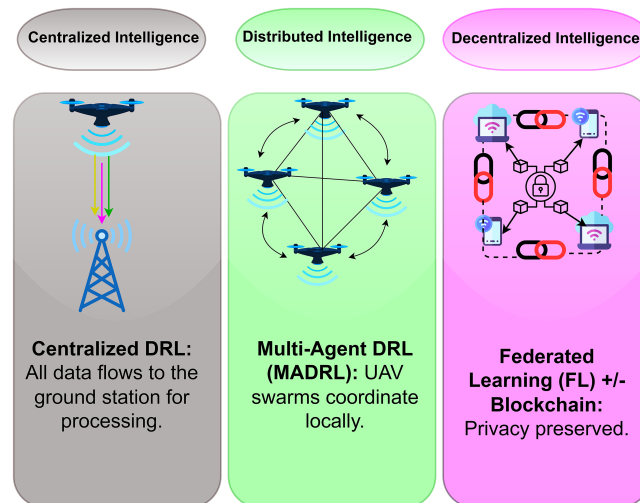 Centralized Intelligence
Distributed Intelligence
Decentralized Intelligence
Centralized DRL:
All data flows to the
ground station for
processing.
Multi-Agent DRL
(MADRL): UAV
swarms coordinate
locally.
Federated
Learning (FL) +/-
Blockchain:
Privacy preserved.